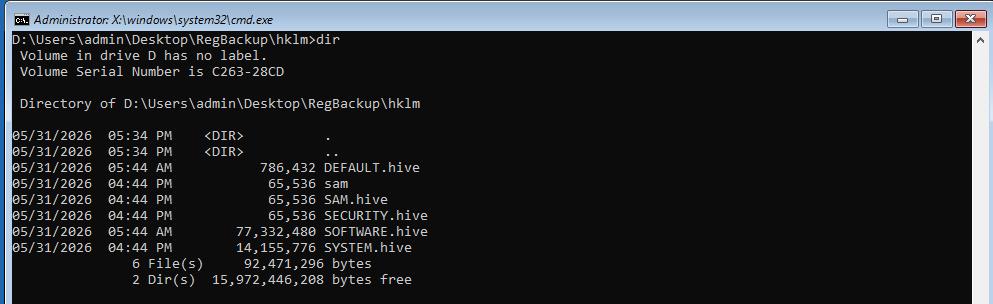 Administrator: X:\windows\system32\cmd.exe
D:\Users\admin\Desktop\RegBackup\hklm>dir
 Volume in drive D has no label.
 Volume Serial Number is C263-28CD

 Directory of D:\Users\admin\Desktop\RegBackup\hklm

05/31/2026  05:34 PM    <DIR>          .
05/31/2026  05:34 PM    <DIR>          ..
05/31/2026  05:44 AM           786,432 DEFAULT.hive
05/31/2026  04:44 PM            65,536 sam
05/31/2026  04:44 PM            65,536 SAM.hive
05/31/2026  04:44 PM            65,536 SECURITY.hive
05/31/2026  05:44 AM        77,332,480 SOFTWARE.hive
05/31/2026  04:44 PM        14,155,776 SYSTEM.hive
               6 File(s)     92,471,296 bytes
               2 Dir(s)  15,972,446,208 bytes free